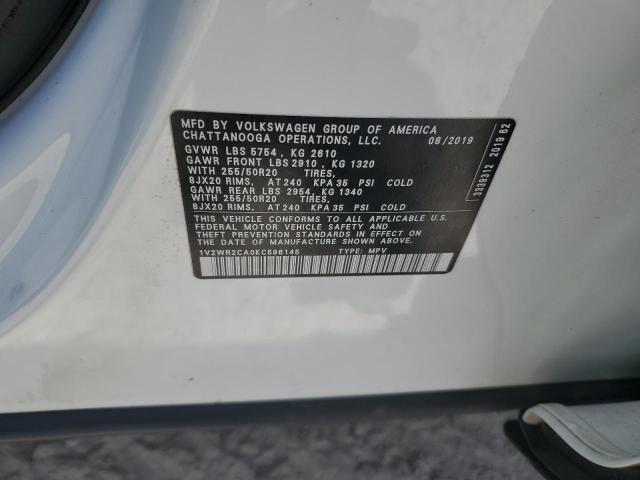 MFD BY VOLKSWAGEN GROUP OF AMERICA
CHATTANOOGA OPERATIONS, LLC. 08/2019
GVWR LBS 5754 , KG 2610
GAWR FRONT LBS 2910 , KG 1320
WITH 255/50R20 TIRES,
8JX20 RIMS, AT 240 KPA 35 PSI COLD
GAWR REAR LBS 2954, KG 1340
WITH 255/50R20 TIRES,
8JX20 RIMS, AT 240 KPA 35 PSI COLD
THIS VEHICLE CONFORMS TO ALL APPLICABLE U.S.
FEDERAL MOTOR VEHICLE SAFETY AND
THEFT PREVENTION STANDARDS IN EFFECT ON
THE DATE OF MANUFACTURE SHOWN ABOVE.
1V2WR2CA0KC596145 TYPE: MPV
3339312 2019 62